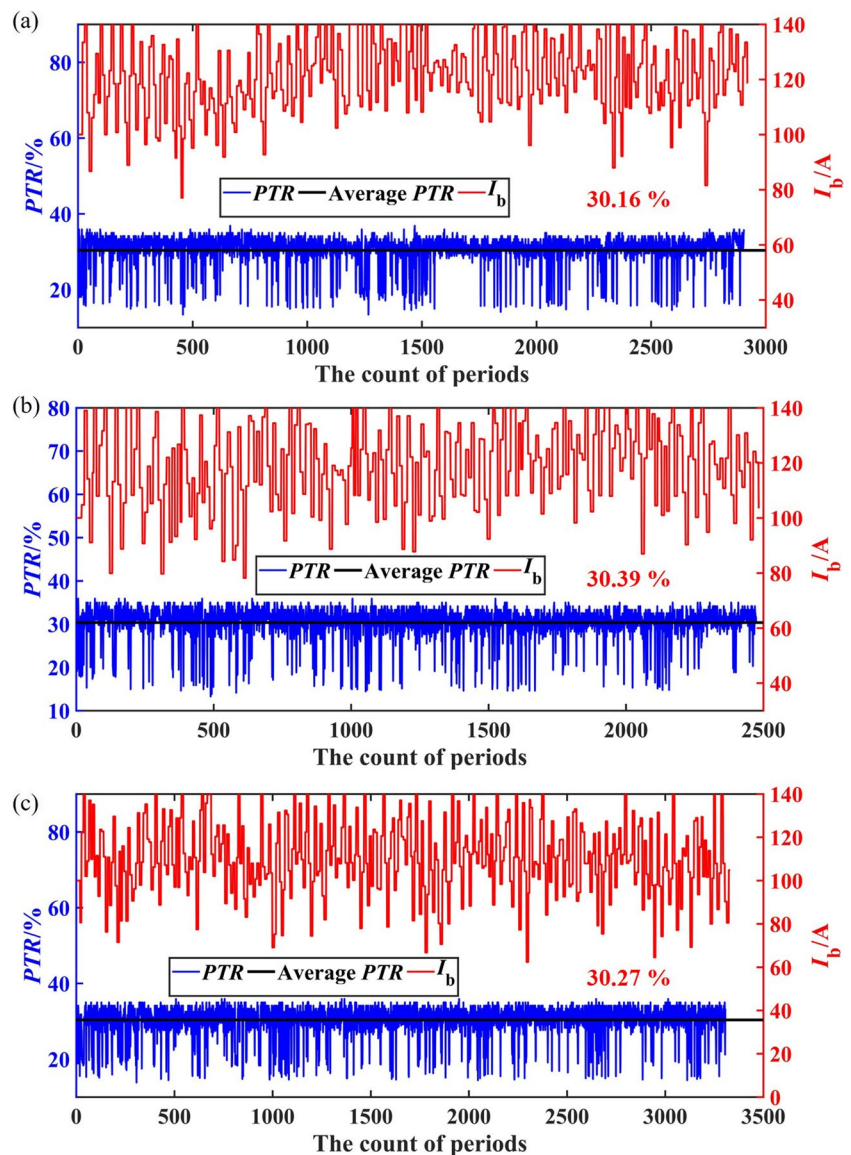 (a)
80
60
40
20
PTR/%
140
120
100
80
60
40
I_b/A
PTR Average PTR I_b
30.16 %
0 500 1000 1500 2000 2500 3000
The count of periods
(b)
80
70
60
50
40
30
20
10
PTR/%
140
120
100
80
60
40
I_b/A
PTR Average PTR I_b
30.39 %
0 500 1000 1500 2000 2500
The count of periods
(c)
80
60
40
20
PTR/%
140
120
100
80
60
40
20
0
I_b/A
PTR Average PTR I_b
30.27 %
0 500 1000 1500 2000 2500 3000 3500
The count of periods